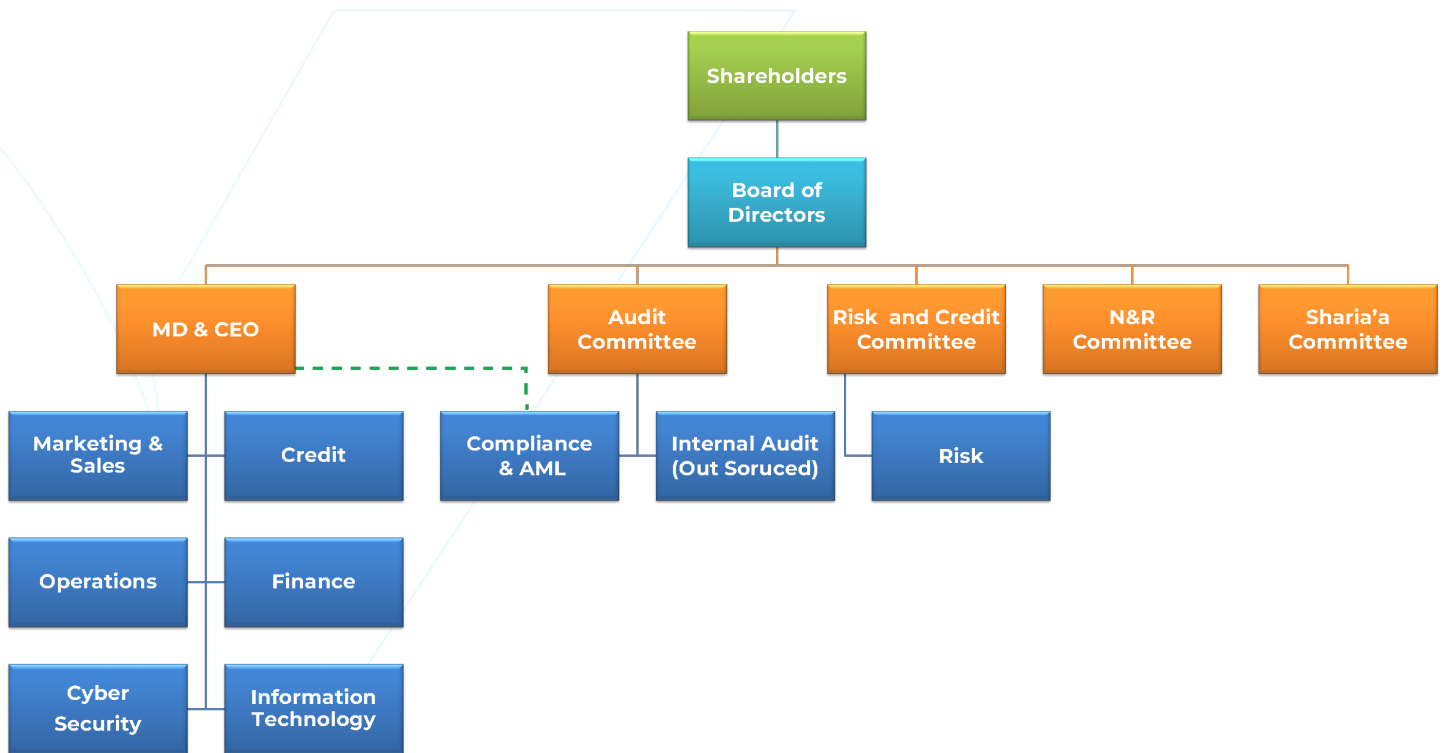 Shareholders
Board of
Directors
MD & CEO
Audit
Committee
Risk and Credit
Committee
N&R
Committee
Sharia’a
Committee
Marketing &
Sales
Credit
Compliance
& AML
Internal Audit
(Out Soruced)
Risk
Operations
Finance
Cyber
Security
Information
Technology